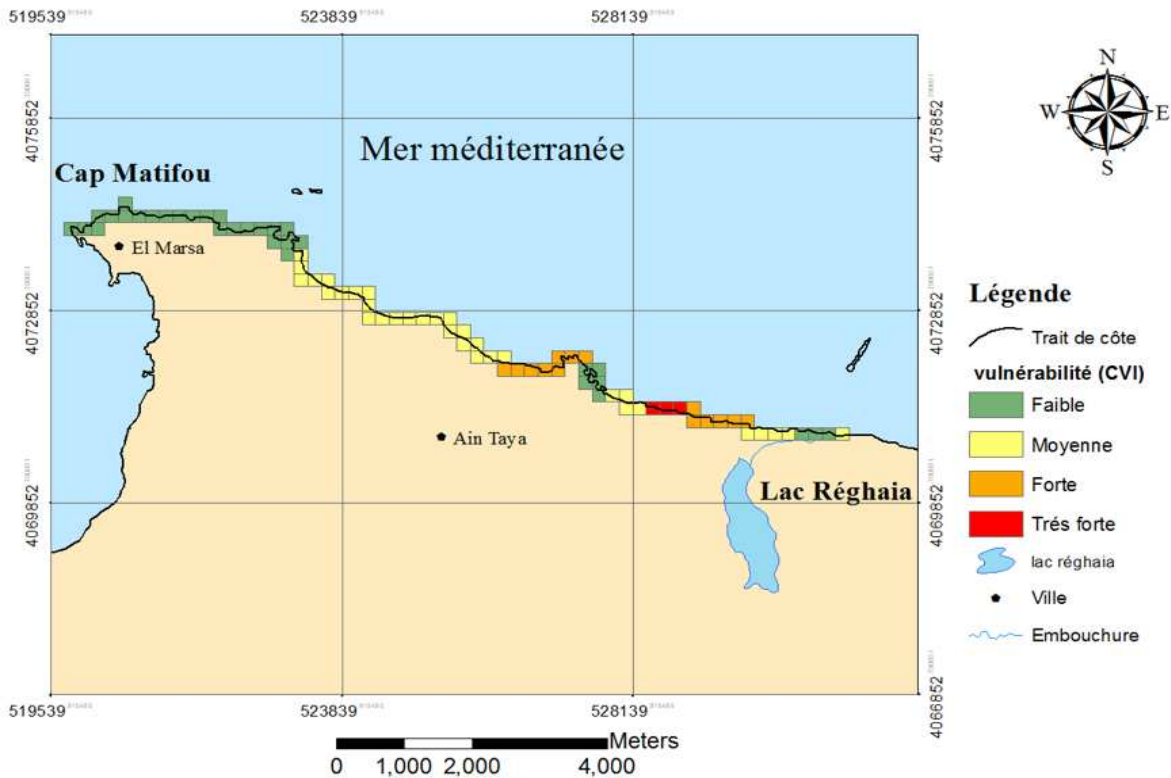 519539
523839
528139
N
W
E
S
4075852
4075852
Mer méditerranée
Cap Matifou
El Marsa
4072852
4072852
Légende
Trait de côte
vulnérabilité (CVI)
Faible
Moyenne
Forte
Trés forte
lac réghaia
Ville
Embouchure
Ain Taya
Lac Réghaia
4069852
4069852
4066852
519539
523839
528139
Meters
0
1,000
2,000
4,000